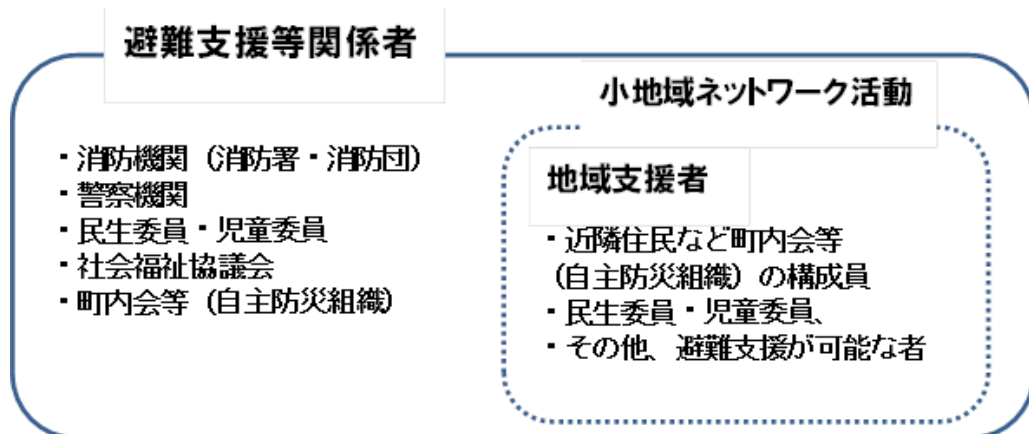 避難支援等関係者
・消防機関（消防署・消防団）
・警察機関
・民生委員・児童委員
・社会福祉協議会
・町内会等（自主防災組織）
小地域ネットワーク活動
地域支援者
・近隣住民など町内会等
（自主防災組織）の構成員
・民生委員・児童委員、
・その他、避難支援が可能な者